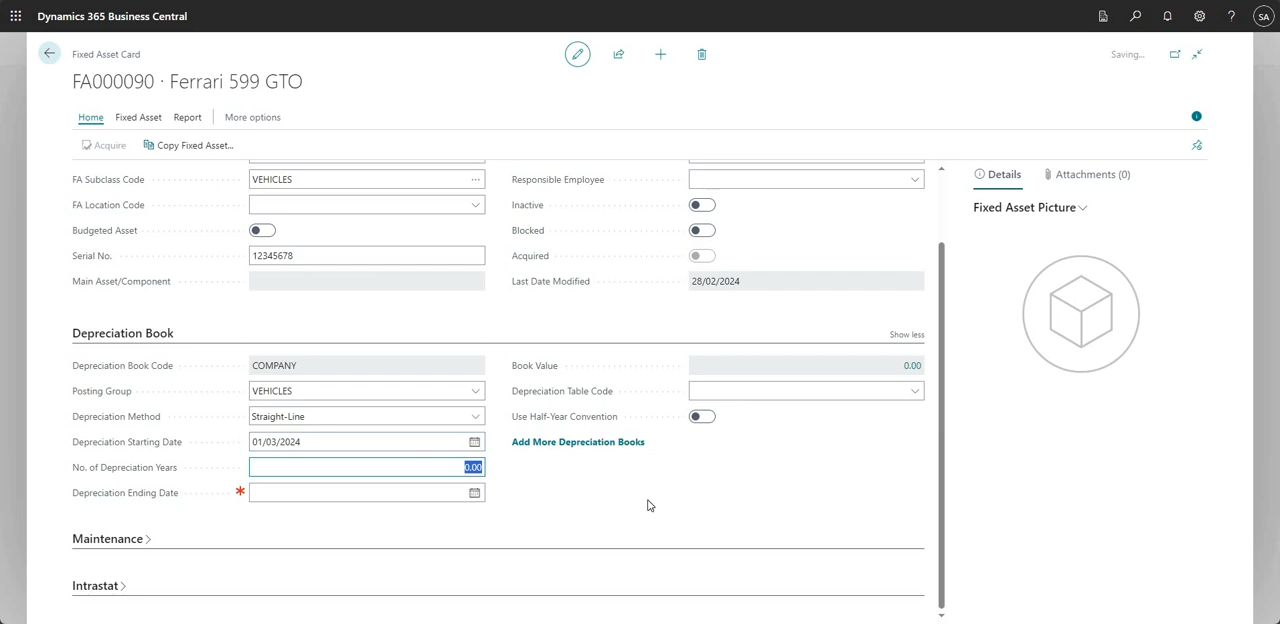 Dynamics 365 Business Central
SA
Fixed Asset Card
Saving...
FA000090 · Ferrari 599 GTO
Home Fixed Asset Report More options
Acquire Copy Fixed Asset...
Details Attachments (0)
FA Subclass Code VEHICLES Responsible Employee
FA Location Code Inactive
Fixed Asset Picture
Budgeted Asset Blocked
Serial No. 12345678 Acquired
Main Asset/Component Last Date Modified 28/02/2024
Depreciation Book Show less
Depreciation Book Code COMPANY Book Value 0.00
Posting Group VEHICLES Depreciation Table Code
Depreciation Method Straight-Line Use Half-Year Convention
Depreciation Starting Date 01/03/2024 Add More Depreciation Books
No. of Depreciation Years 0.00
Depreciation Ending Date *
Maintenance
Intrastat